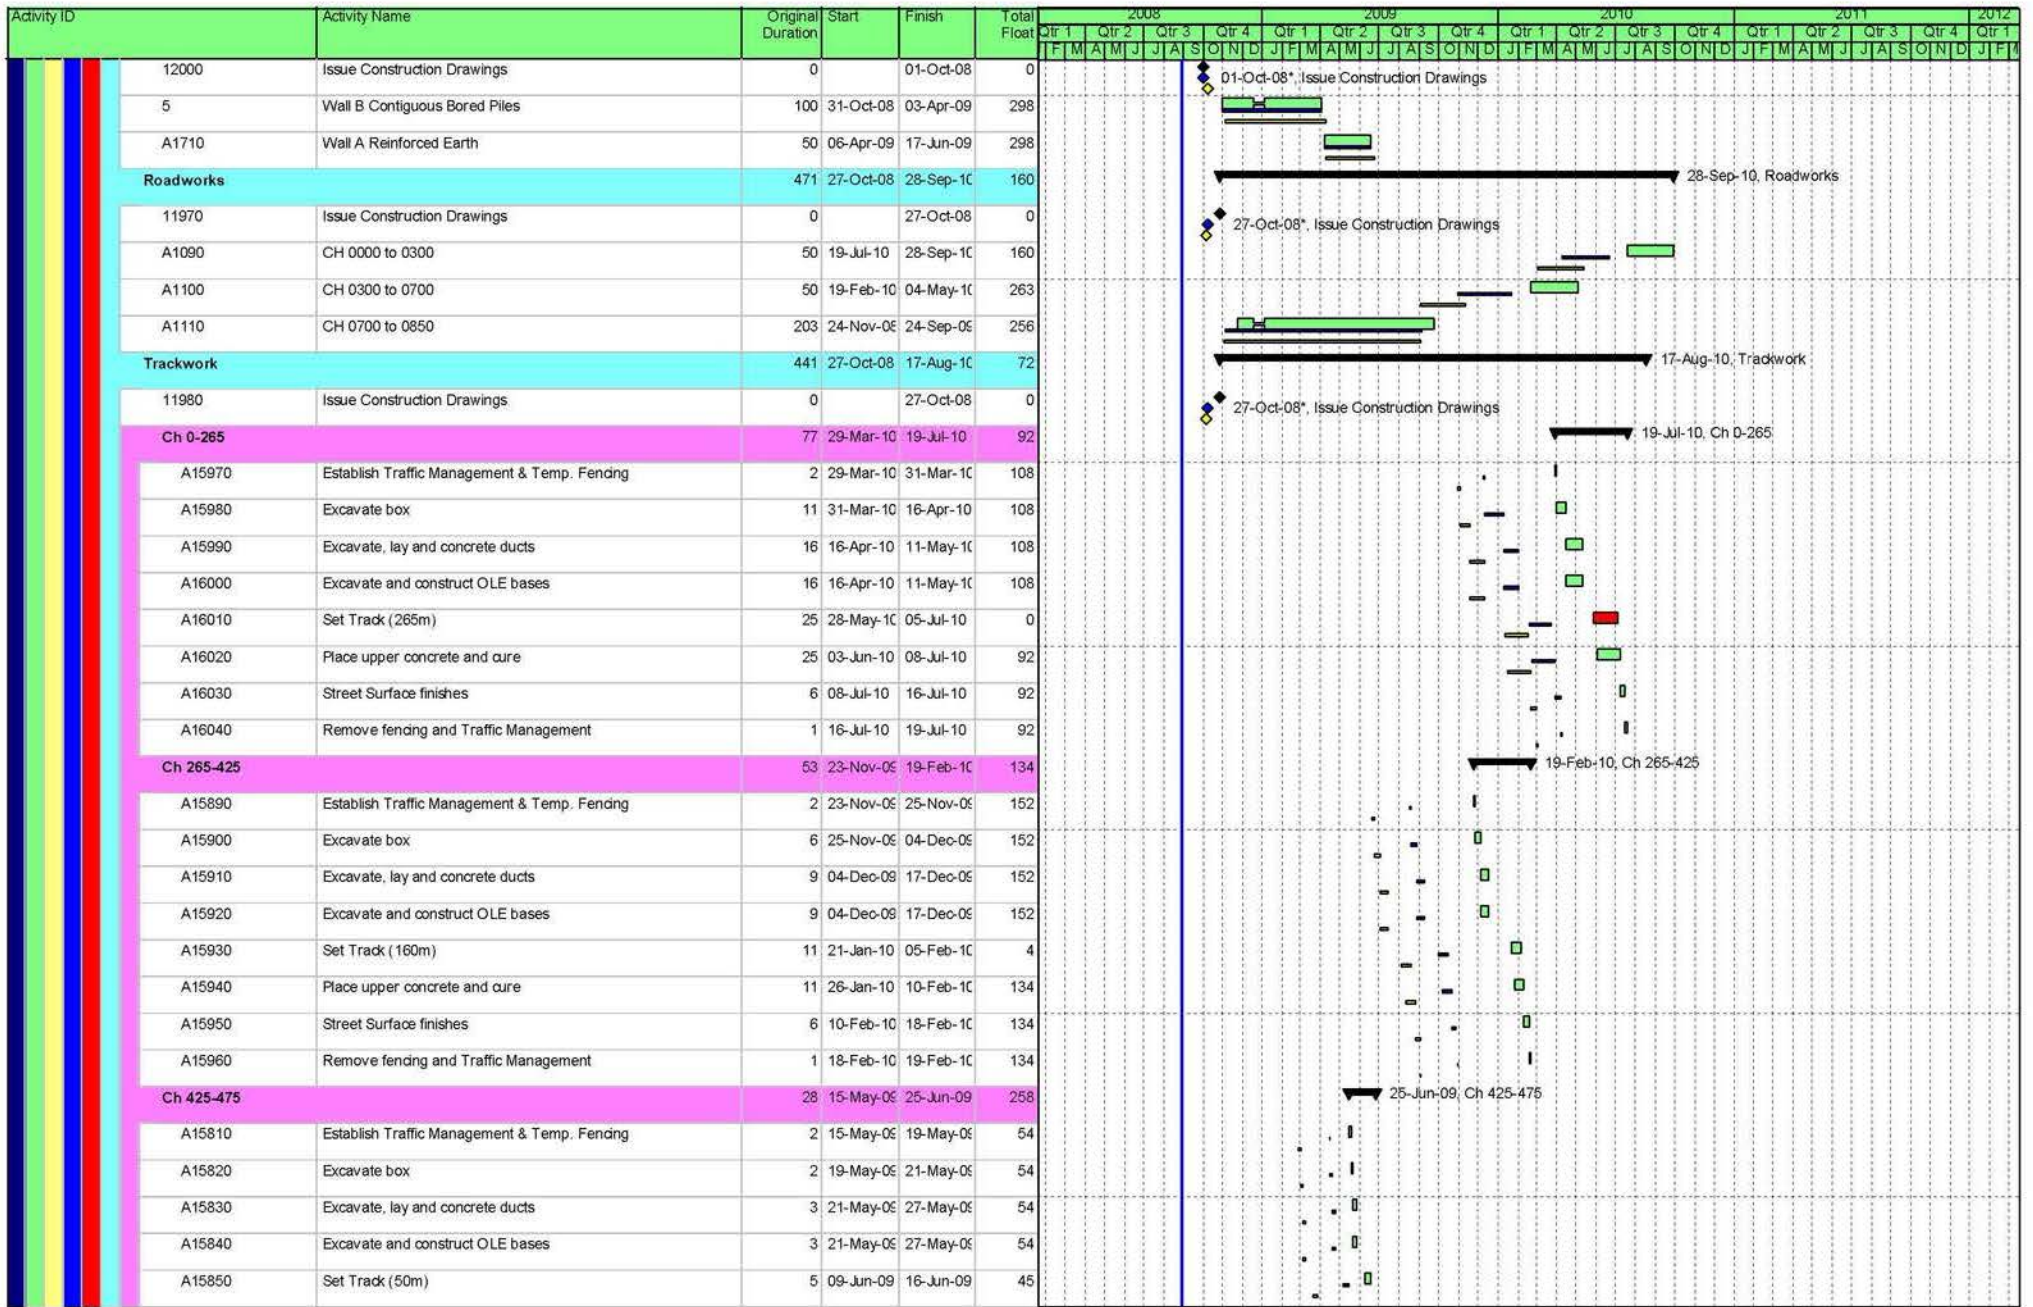 Activity ID Activity Name Original Duration Start Finish Total Float
2008 2009 2010 2011 2012
Qtr 1 Qtr 2 Qtr 3 Qtr 4 Qtr 1 Qtr 2 Qtr 3 Qtr 4 Qtr 1 Qtr 2 Qtr 3 Qtr 4 Qtr 1 Qtr 2 Qtr 3 Qtr 4 Qtr 1
F M A M J J A S O N D J F M A M J J A S O N D J F M A M J J A S O N D J F M A M J J A S O N D J F M
12000 Issue Construction Drawings 0 01-Oct-08 0 01-Oct-08*, Issue Construction Drawings
5 Wall B Contiguous Bored Piles 100 31-Oct-08 03-Apr-09 298
A1710 Wall A Reinforced Earth 50 06-Apr-09 17-Jun-09 298
Roadworks 471 27-Oct-08 28-Sep-10 160 28-Sep-10, Roadworks
11970 Issue Construction Drawings 0 27-Oct-08 0 27-Oct-08*, Issue Construction Drawings
A1090 CH 0000 to 0300 50 19-Jul-10 28-Sep-10 160
A1100 CH 0300 to 0700 50 19-Feb-10 04-May-10 263
A1110 CH 0700 to 0850 203 24-Nov-08 24-Sep-09 256
Trackwork 441 27-Oct-08 17-Aug-10 72 17-Aug-10, Trackwork
11980 Issue Construction Drawings 0 27-Oct-08 0 27-Oct-08*, Issue Construction Drawings
Ch 0-265 77 29-Mar-10 19-Jul-10 92 19-Jul-10, Ch 0-265
A15970 Establish Traffic Management & Temp. Fencing 2 29-Mar-10 31-Mar-10 108
A15980 Excavate box 11 31-Mar-10 16-Apr-10 108
A15990 Excavate, lay and concrete ducts 16 16-Apr-10 11-May-10 108
A16000 Excavate and construct OLE bases 16 16-Apr-10 11-May-10 108
A16010 Set Track (265m) 25 28-May-10 05-Jul-10 0
A16020 Place upper concrete and cure 25 03-Jun-10 08-Jul-10 92
A16030 Street Surface finishes 6 08-Jul-10 16-Jul-10 92
A16040 Remove fencing and Traffic Management 1 16-Jul-10 19-Jul-10 92
Ch 265-425 53 23-Nov-09 19-Feb-10 134 19-Feb-10, Ch 265-425
A15890 Establish Traffic Management & Temp. Fencing 2 23-Nov-09 25-Nov-09 152
A15900 Excavate box 6 25-Nov-09 04-Dec-09 152
A15910 Excavate, lay and concrete ducts 9 04-Dec-09 17-Dec-09 152
A15920 Excavate and construct OLE bases 9 04-Dec-09 17-Dec-09 152
A15930 Set Track (160m) 11 21-Jan-10 05-Feb-10 4
A15940 Place upper concrete and cure 11 26-Jan-10 10-Feb-10 134
A15950 Street Surface finishes 6 10-Feb-10 18-Feb-10 134
A15960 Remove fencing and Traffic Management 1 18-Feb-10 19-Feb-10 134
Ch 425-475 28 15-May-09 25-Jun-09 258 25-Jun-09, Ch 425-475
A15810 Establish Traffic Management & Temp. Fencing 2 15-May-09 19-May-09 54
A15820 Excavate box 2 19-May-09 21-May-09 54
A15830 Excavate, lay and concrete ducts 3 21-May-09 27-May-09 54
A15840 Excavate and construct OLE bases 3 21-May-09 27-May-09 54
A15850 Set Track (50m) 5 09-Jun-09 16-Jun-09 45